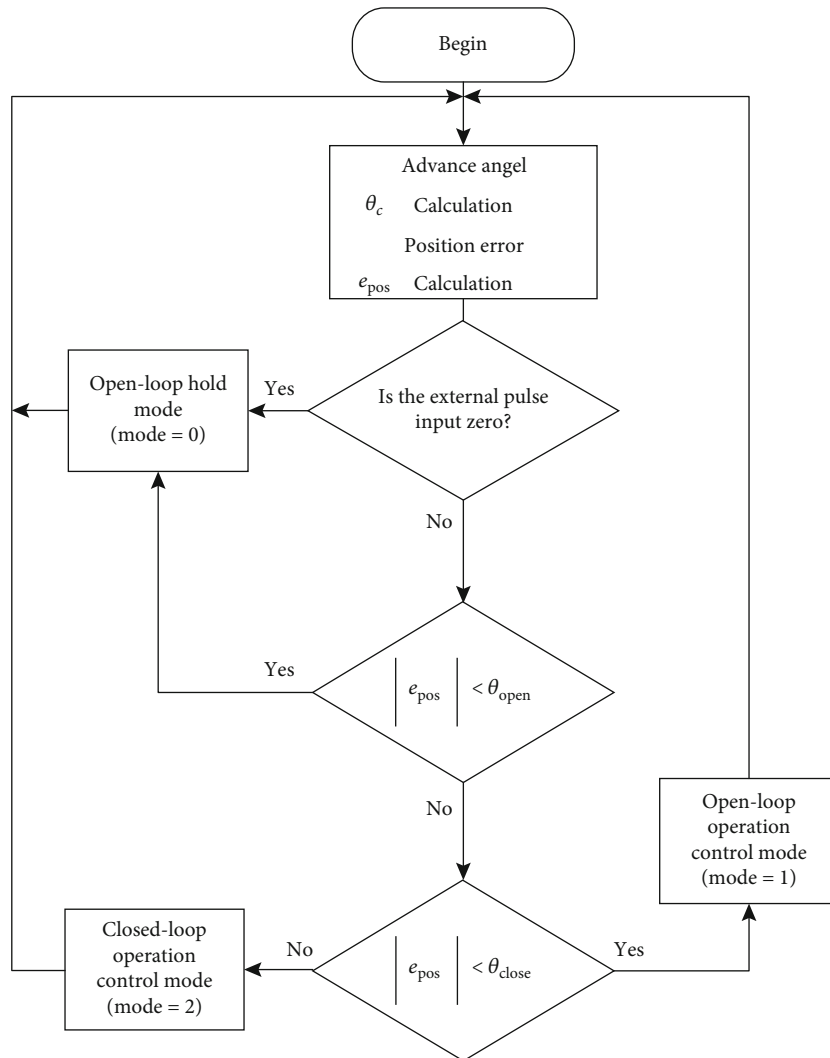 Begin
Advance angel
θc Calculation
Position error
epos Calculation
Is the external pulse
input zero?
Yes
Open-loop hold
mode
(mode = 0)
No
| epos | < θopen
Yes
No
Open-loop
operation
control mode
(mode = 1)
| epos | < θclose
No
Yes
Closed-loop
operation
control mode
(mode = 2)